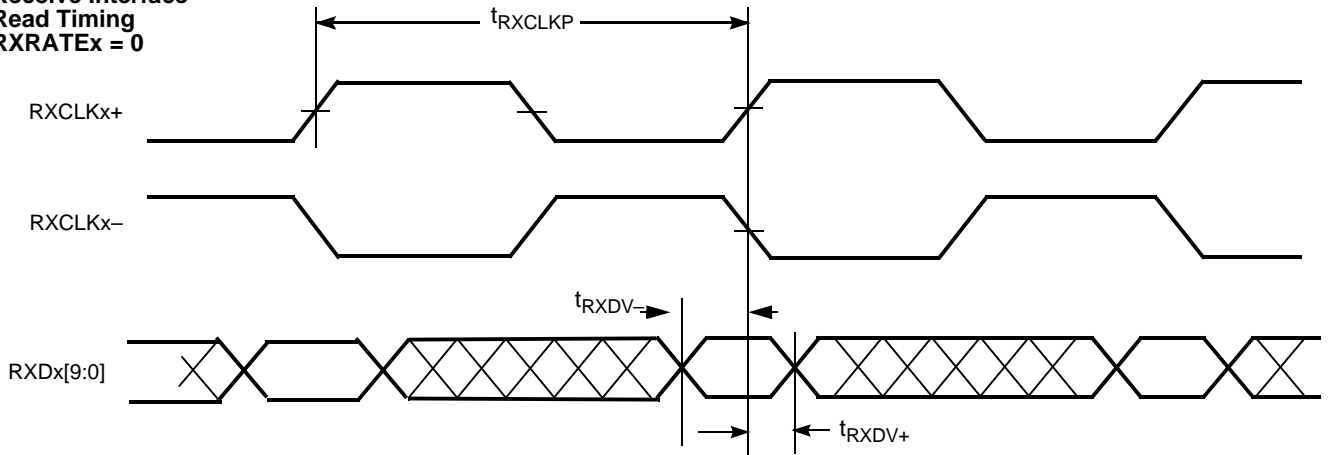 Receive Interface
Read Timing
RXRATEx = 0
tRXCLKP
RXCLKx+
RXCLKx–
tRXDV–
RXDx[9:0]
tRXDV+